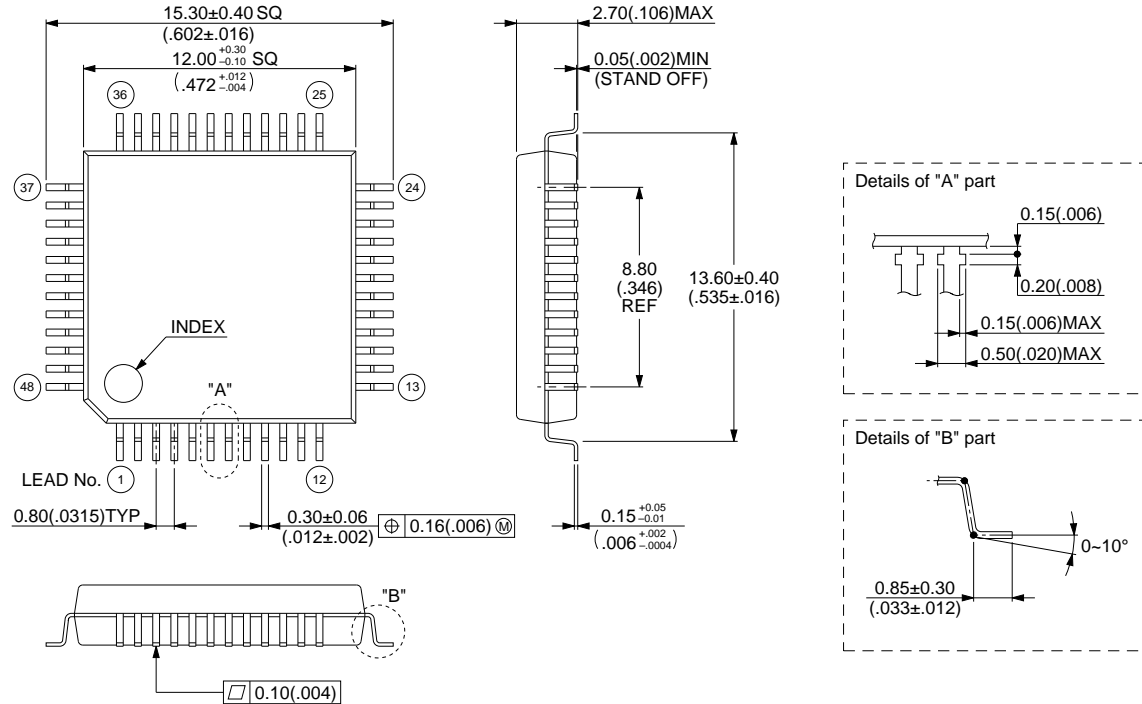 15.30±0.40 SQ
(.602±.016)
12.00 +0.30 -0.10 SQ
(.472 +.012 -.004)
2.70(.106)MAX
0.05(.002)MIN
(STAND OFF)
36
25
37
24
INDEX
48
13
"A"
LEAD No. 1
12
0.80(.0315)TYP
0.30±0.06
(.012±.002)
⌖ 0.16(.006) Ⓜ
8.80
(.346)
REF
13.60±0.40
(.535±.016)
0.15 +0.05 -0.01
(.006 +.002 -.0004)
"B"
⏥ 0.10(.004)
Details of "A" part
0.15(.006)
0.20(.008)
0.15(.006)MAX
0.50(.020)MAX
Details of "B" part
0~10°
0.85±0.30
(.033±.012)